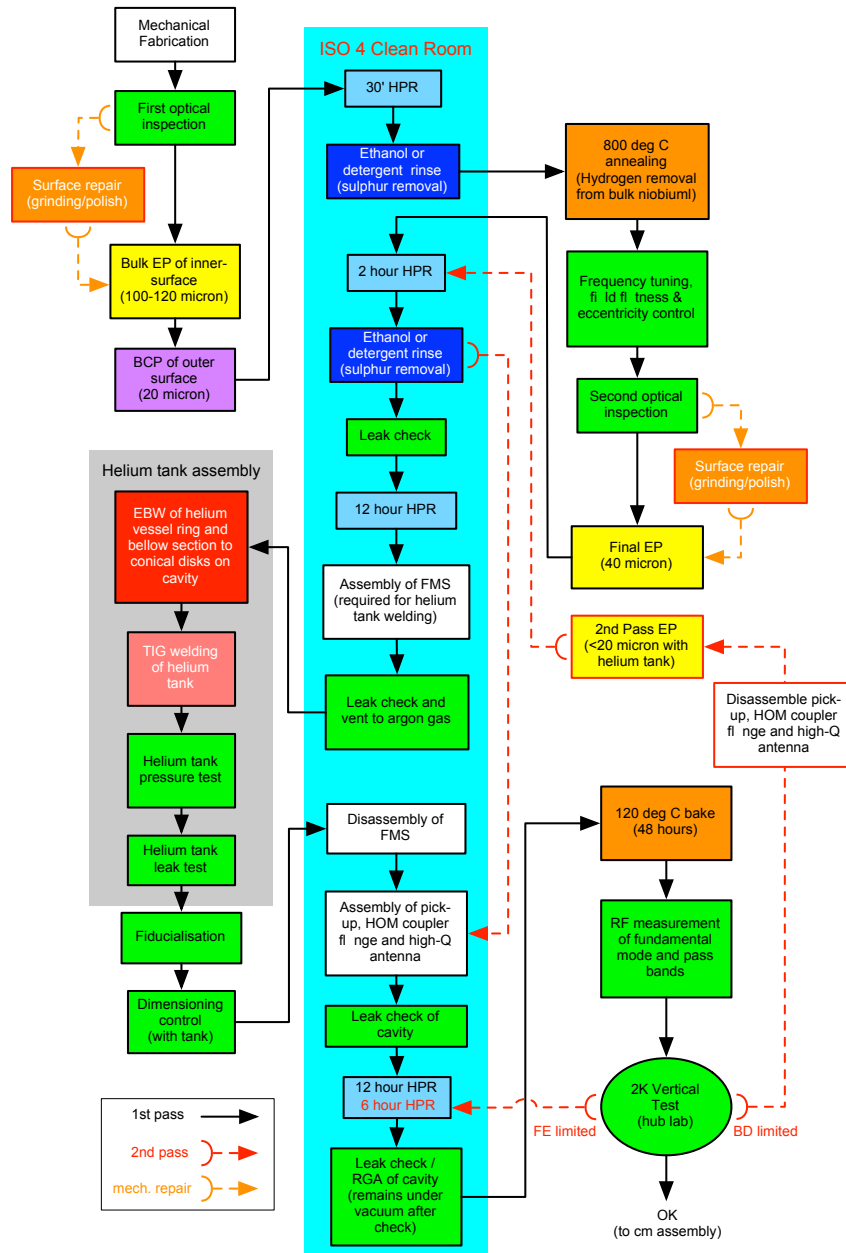 Mechanical
Fabrication
First optical
inspection
Surface repair
(grinding/polish)
Bulk EP of inner-
surface
(100-120 micron)
BCP of outer
surface
(20 micron)
ISO 4 Clean Room
30' HPR
Ethanol or
detergent rinse
(sulphur removal)
800 deg C
annealing
(Hydrogen removal
from bulk niobiuml)
Frequency tuning,
fi ld fl tness &
eccentricity control
Second optical
inspection
Surface repair
(grinding/polish)
Final EP
(40 micron)
2 hour HPR
Ethanol or
detergent rinse
(sulphur removal)
Leak check
12 hour HPR
Assembly of FMS
(required for helium
tank welding)
Leak check and
vent to argon gas
Helium tank assembly
EBW of helium
vessel ring and
bellow section to
conical disks on
cavity
TIG welding
of helium
tank
Helium tank
pressure test
Helium tank
leak test
Fiducialisation
Dimensioning
control
(with tank)
Disassembly of
FMS
Assembly of pick-
up, HOM coupler
fl nge and high-Q
antenna
Leak check of
cavity
12 hour HPR
6 hour HPR
Leak check /
RGA of cavity
(remains under
vacuum after
check)
120 deg C bake
(48 hours)
RF measurement
of fundamental
mode and pass
bands
2K Vertical
Test
(hub lab)
FE limited
BD limited
OK
(to cm assembly)
2nd Pass EP
(<20 micron with
helium tank)
Disassemble pick-
up, HOM coupler
fl nge and high-Q
antenna
1st pass
2nd pass
mech. repair